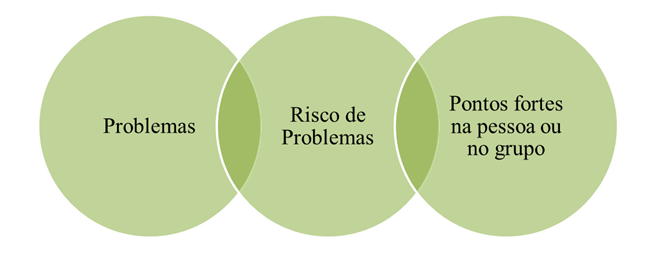 Problemas
Risco de
Problemas
Pontos fortes
na pessoa ou
no grupo